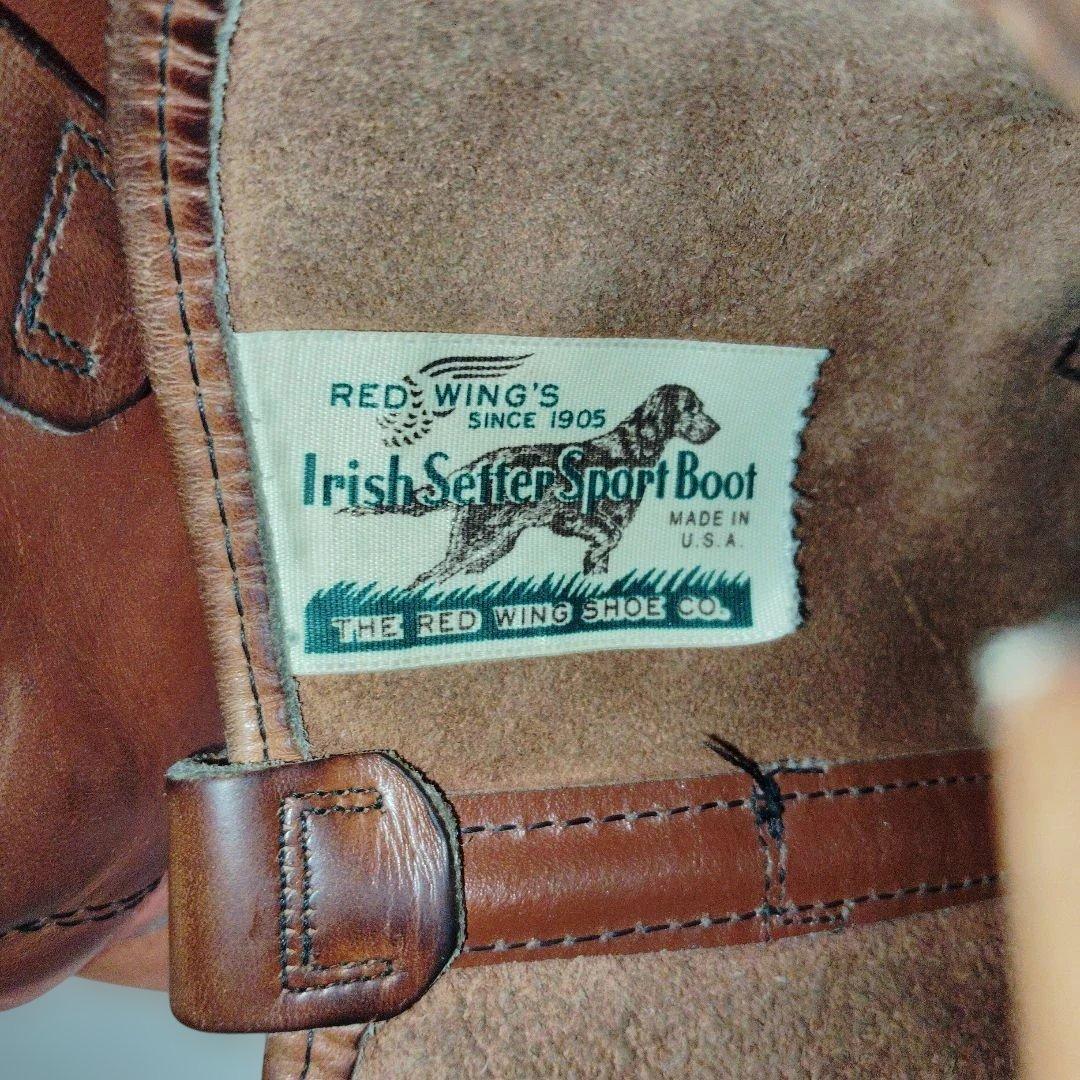 RED WING'S
SINCE 1905
Irish Setter Sport Boot
MADE IN
U.S.A.
THE RED WING SHOE CO.